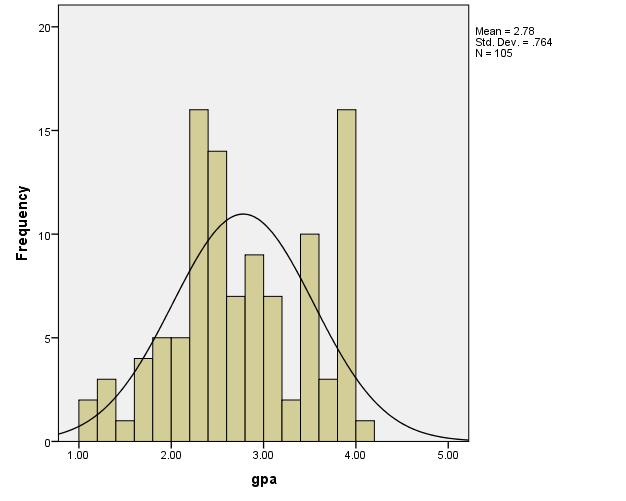 Mean = 2.78
Std. Dev. = .764
N = 105
20
15
10
5
0
Frequency
1.00 2.00 3.00 4.00 5.00
gpa